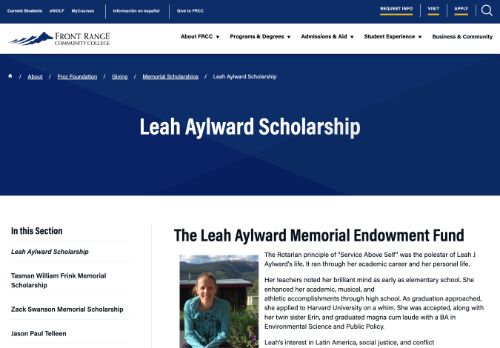 Current Students eWOLF MyCourses Información en español Give to FRCC REQUEST INFO VISIT APPLY
FRONT RANGE
COMMUNITY COLLEGE
About FRCC Programs & Degrees Admissions & Aid Student Experience Business & Community
/ About / Frcc Foundation / Giving / Memorial Scholarships / Leah Aylward Scholarship
Leah Aylward Scholarship
In this Section
Leah Aylward Scholarship
Tasman William Frink Memorial
Scholarship
Zack Swanson Memorial Scholarship
Jason Paul Telleen
The Leah Aylward Memorial Endowment Fund
The Rotarian principle of "Service Above Self" was the polestar of Leah J
Aylward's life. It ran through her academic career and her personal life.
Her teachers noted her brilliant mind as early as elementary school. She
enhanced her academic, musical, and
athletic accomplishments through high school. As graduation approached,
she applied to Harvard University on a whim. She was accepted, along with
her twin sister Erin, and graduated magna cum laude with a BA in
Environmental Science and Public Policy.
Leah's interest in Latin America, social justice, and conflict